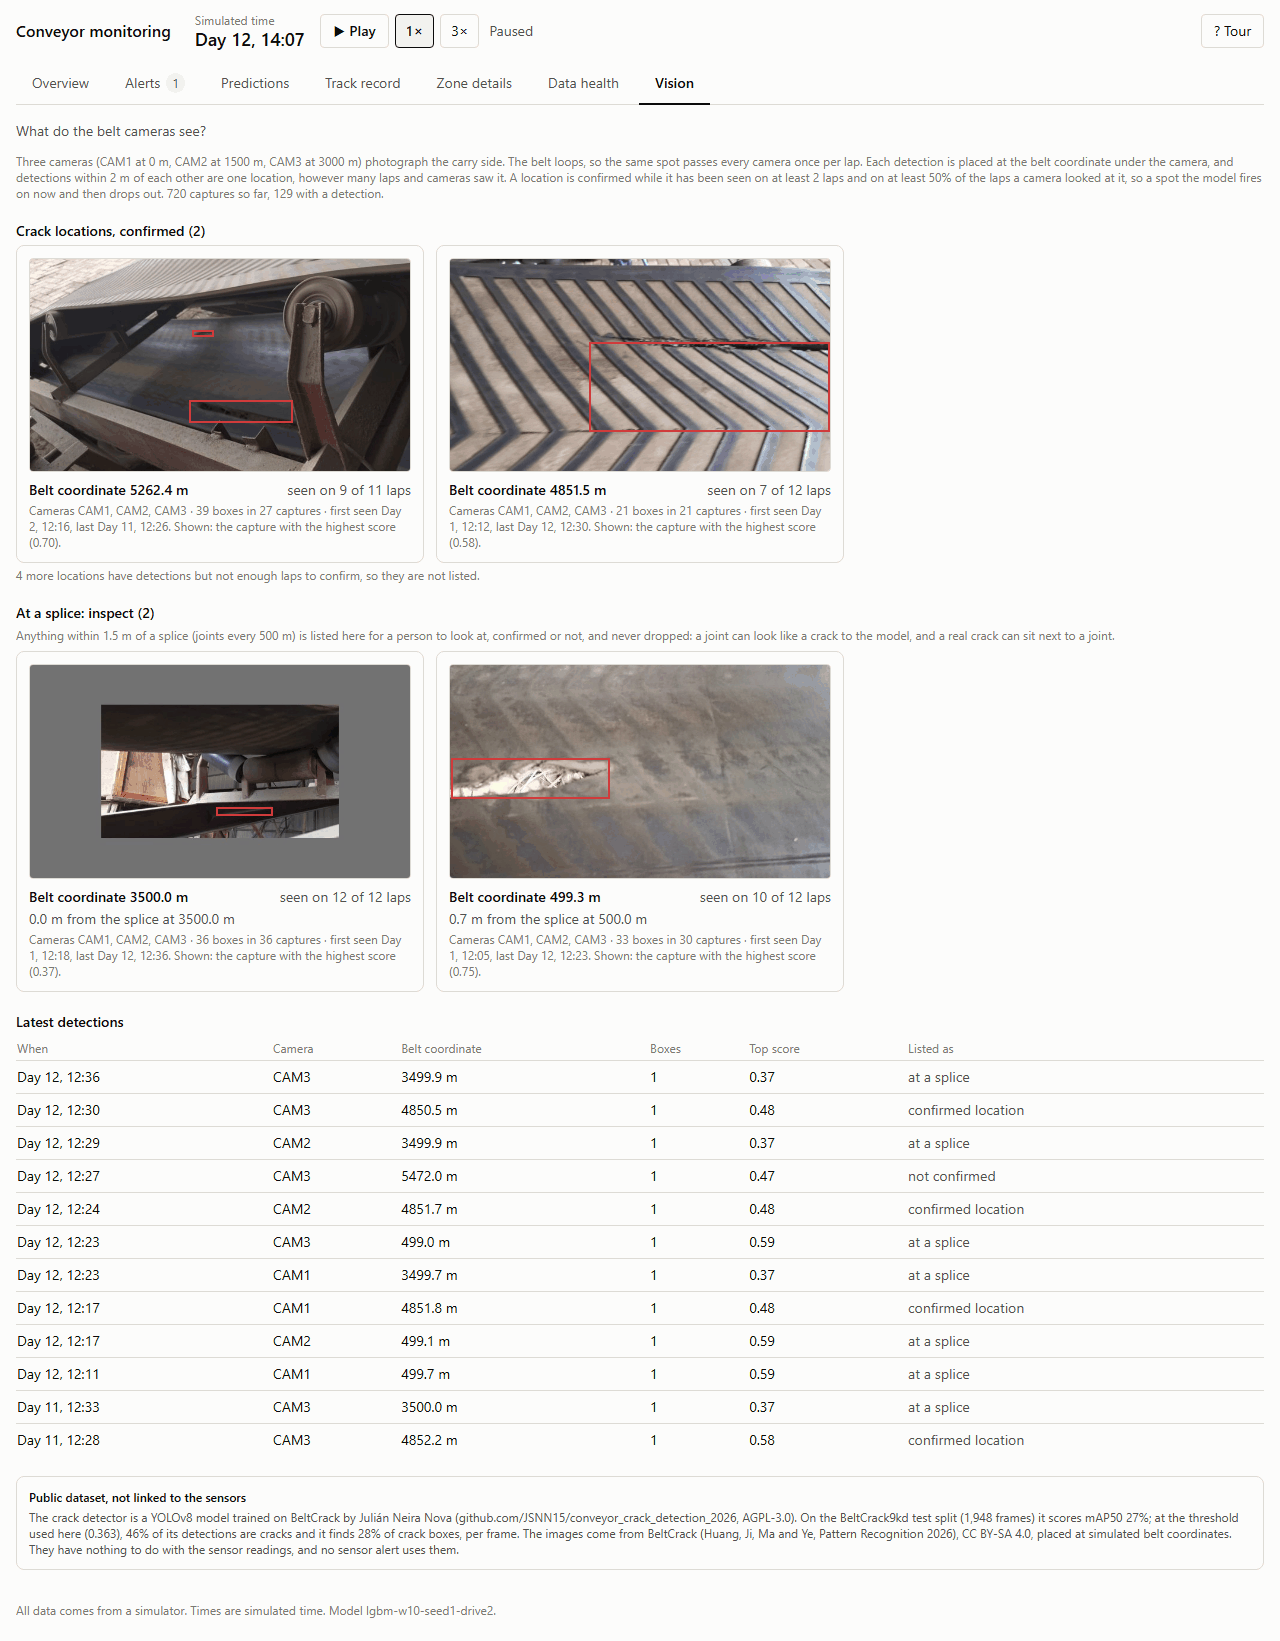 Conveyor monitoring
Simulated time
Day 12, 14:07
▶ Play
1×
3×
Paused
? Tour
Overview
Alerts 1
Predictions
Track record
Zone details
Data health
Vision
What do the belt cameras see?
Three cameras (CAM1 at 0 m, CAM2 at 1500 m, CAM3 at 3000 m) photograph the carry side. The belt loops, so the same spot passes every camera once per lap. Each detection is placed at the belt coordinate under the camera, and
detections within 2 m of each other are one location, however many laps and cameras saw it. A location is confirmed while it has been seen on at least 2 laps and on at least 50% of the laps a camera looked at it, so a spot the model fires
on now and then drops out. 720 captures so far, 129 with a detection.
Crack locations, confirmed (2)
Belt coordinate 5262.4 m
seen on 9 of 11 laps
Cameras CAM1, CAM2, CAM3 · 39 boxes in 27 captures · first seen Day
2, 12:16, last Day 11, 12:26. Shown: the capture with the highest score
(0.70).
Belt coordinate 4851.5 m
seen on 7 of 12 laps
Cameras CAM1, CAM2, CAM3 · 21 boxes in 21 captures · first seen Day
1, 12:12, last Day 12, 12:30. Shown: the capture with the highest score
(0.58).
4 more locations have detections but not enough laps to confirm, so they are not listed.
At a splice: inspect (2)
Anything within 1.5 m of a splice (joints every 500 m) is listed here for a person to look at, confirmed or not, and never dropped: a joint can look like a crack to the model, and a real crack can sit next to a joint.
Belt coordinate 3500.0 m
seen on 12 of 12 laps
0.0 m from the splice at 3500.0 m
Cameras CAM1, CAM2, CAM3 · 36 boxes in 36 captures · first seen Day
1, 12:18, last Day 12, 12:36. Shown: the capture with the highest score
(0.37).
Belt coordinate 499.3 m
seen on 10 of 12 laps
0.7 m from the splice at 500.0 m
Cameras CAM1, CAM2, CAM3 · 33 boxes in 30 captures · first seen Day
1, 12:05, last Day 12, 12:23. Shown: the capture with the highest score
(0.75).
Latest detections
When Camera Belt coordinate Boxes Top score Listed as
Day 12, 12:36 CAM3 3499.9 m 1 0.37 at a splice
Day 12, 12:30 CAM3 4850.5 m 1 0.48 confirmed location
Day 12, 12:29 CAM2 3499.9 m 1 0.37 at a splice
Day 12, 12:27 CAM3 5472.0 m 1 0.47 not confirmed
Day 12, 12:24 CAM2 4851.7 m 1 0.48 confirmed location
Day 12, 12:23 CAM3 499.0 m 1 0.59 at a splice
Day 12, 12:23 CAM1 3499.7 m 1 0.37 at a splice
Day 12, 12:17 CAM1 4851.8 m 1 0.48 confirmed location
Day 12, 12:17 CAM2 499.1 m 1 0.59 at a splice
Day 12, 12:11 CAM1 499.7 m 1 0.59 at a splice
Day 11, 12:33 CAM3 3500.0 m 1 0.37 at a splice
Day 11, 12:28 CAM3 4852.2 m 1 0.58 confirmed location
Public dataset, not linked to the sensors
The crack detector is a YOLOv8 model trained on BeltCrack by Julián Neira Nova (github.com/JSNN15/conveyor_crack_detection_2026, AGPL-3.0). On the BeltCrack9kd test split (1,948 frames) it scores mAP50 27%; at the threshold
used here (0.363), 46% of its detections are cracks and it finds 28% of crack boxes, per frame. The images come from BeltCrack (Huang, Ji, Ma and Ye, Pattern Recognition 2026), CC BY-SA 4.0, placed at simulated belt coordinates.
They have nothing to do with the sensor readings, and no sensor alert uses them.
All data comes from a simulator. Times are simulated time. Model lgbm-w10-seed1-drive2.